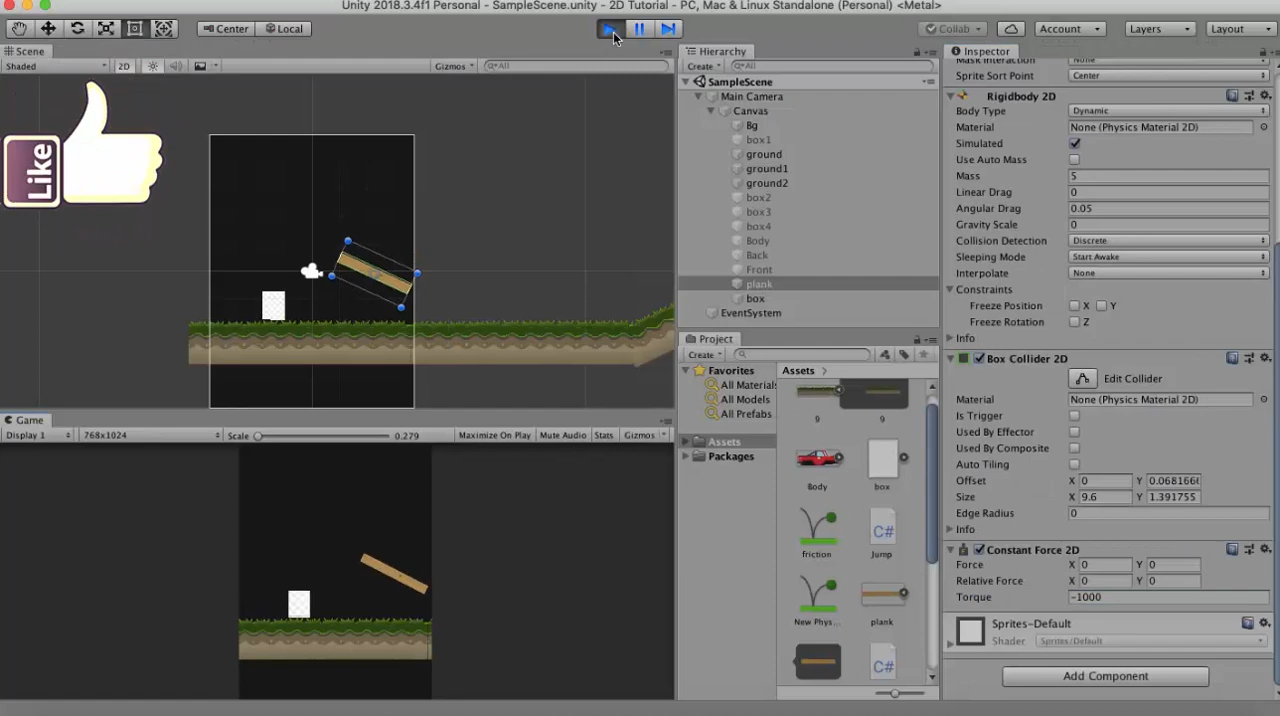 Unity 2018.3.4f1 Personal - SampleScene.unity - 2D Tutorial - PC, Mac & Linux Standalone (Personal) <Metal>
Center
Local
Collab
Account
Layers
Layout
Scene
Shaded
2D
Gizmos
All
Like
Hierarchy
Create
All
SampleScene
Main Camera
Canvas
Bg
box1
ground
ground1
ground2
box2
box3
box4
Body
Back
Front
plank
box
EventSystem
Project
Create
Favorites
All Materials
All Models
All Prefabs
Assets
Packages
Assets
9
9
Body
box
friction
Jump
New Phys...
plank
C#
C#
Game
Display 1
768x1024
Scale
0.279
Maximize On Play
Mute Audio
Stats
Gizmos
Inspector
Mask Interaction
None
Sprite Sort Point
Center
Rigidbody 2D
Body Type
Dynamic
Material
None (Physics Material 2D)
Simulated
Use Auto Mass
Mass
5
Linear Drag
0
Angular Drag
0.05
Gravity Scale
0
Collision Detection
Discrete
Sleeping Mode
Start Awake
Interpolate
None
Constraints
Freeze Position
X
Y
Freeze Rotation
Z
Info
Box Collider 2D
Edit Collider
Material
None (Physics Material 2D)
Is Trigger
Used By Effector
Used By Composite
Auto Tiling
Offset
X 0
Y 0.068166
Size
X 9.6
Y 1.391755
Edge Radius
0
Info
Constant Force 2D
Force
X 0
Y 0
Relative Force
X 0
Y 0
Torque
-1000
Sprites-Default
Shader
Sprites/Default
Add Component